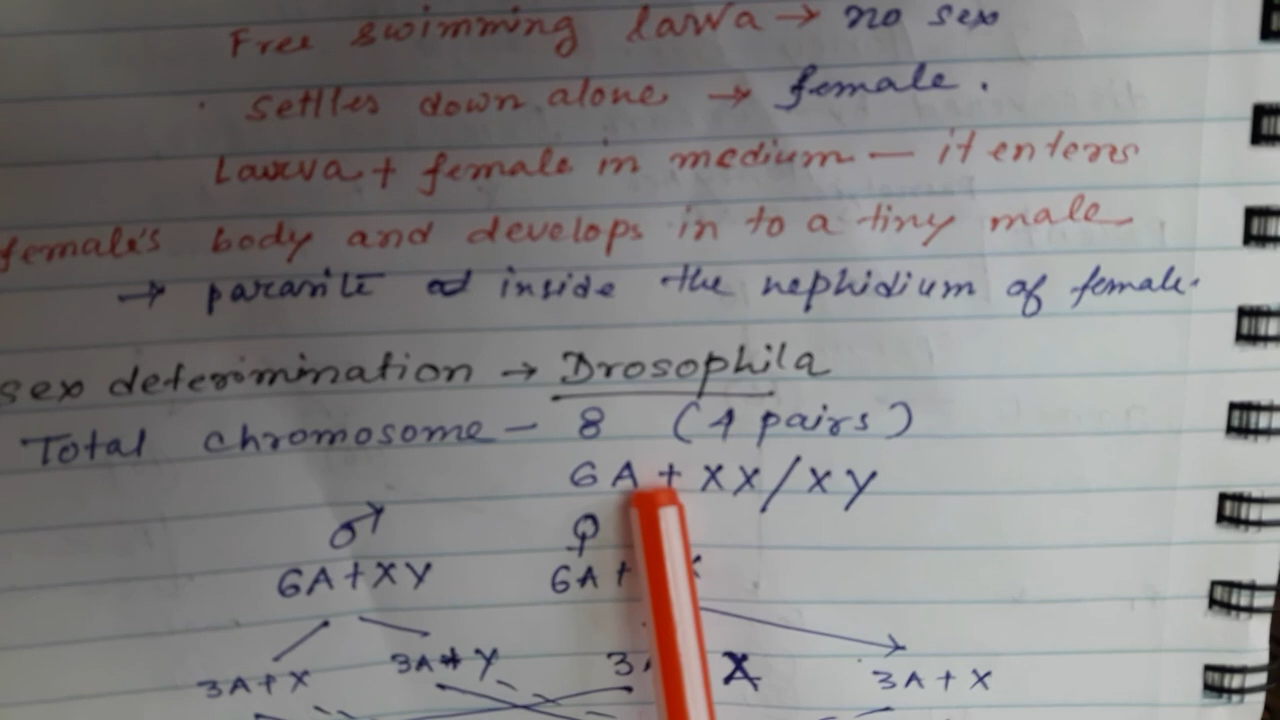 Free swimming larva → no sex
settles down alone → female.
Larva + female in medium — it enters
female's body and develops in to a tiny male
→ parasite inside the nephidium of female.
sex determination → Drosophila
Total chromosome - 8 (4 pairs)
6A + XX/XY
♂ ♀
6A+XY 6A+
3A+X 3A+Y 3 X 3A+X